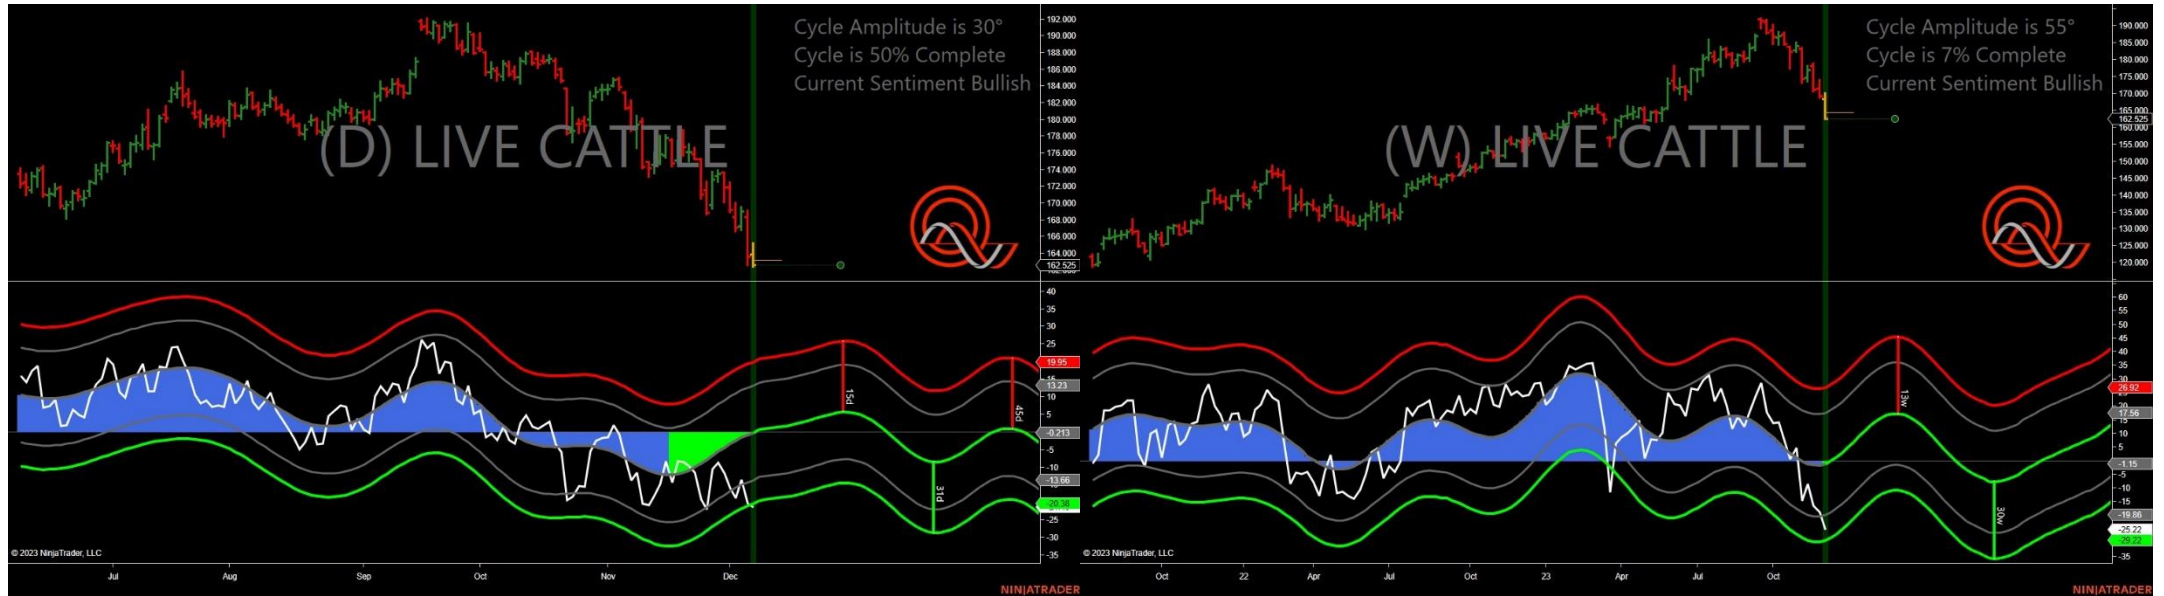 Cycle Amplitude is 30°
Cycle is 50% Complete
Current Sentiment Bullish
(D) LIVE CATTLE
192.000
190.000
188.000
186.000
184.000
182.000
180.000
178.000
176.000
174.000
172.000
170.000
168.000
166.000
164.000
162.525
40
35
30
25
19.95
15
13.23
10
5
-0.213
-5
-10
-13.66
-20.38
-25
-30
-35
15d
31d
45d
© 2023 NinjaTrader, LLC
Jul
Aug
Sep
Oct
Nov
Dec
NINJATRADER
Cycle Amplitude is 55°
Cycle is 7% Complete
Current Sentiment Bullish
(W) LIVE CATTLE
190.000
185.000
180.000
175.000
170.000
165.000
162.525
160.000
155.000
150.000
145.000
140.000
135.000
130.000
125.000
120.000
60
55
50
45
40
35
30
26.92
20
17.56
10
5
-1.15
-5
-10
-15
-19.86
-25.22
-29.22
-35
13w
30w
© 2023 NinjaTrader, LLC
Oct
22
Apr
Jul
Oct
23
Apr
Jul
Oct
NINJATRADER